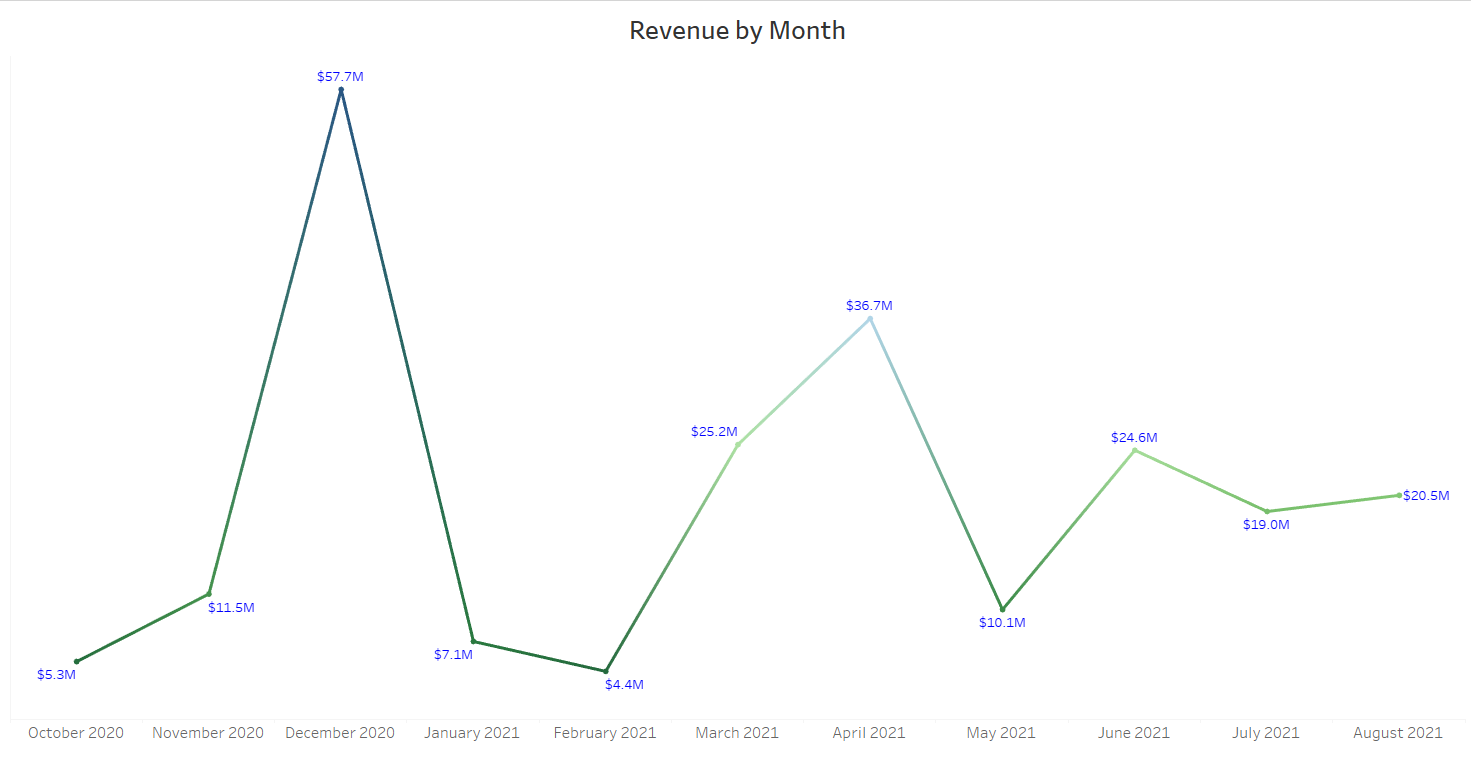 Revenue by Month
$57.7M
$36.7M
$25.2M
$24.6M
$20.5M
$19.0M
$11.5M
$10.1M
$7.1M
$5.3M
$4.4M
October 2020 November 2020 December 2020 January 2021 February 2021 March 2021 April 2021 May 2021 June 2021 July 2021 August 2021